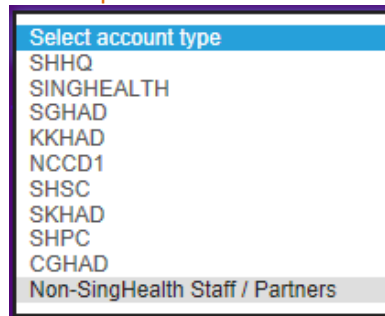 Select account type
SHHQ
SINGHEALTH
SGHAD
KKHAD
NCCD1
SHSC
SKHAD
SHPC
CGHAD
Non-SingHealth Staff / Partners